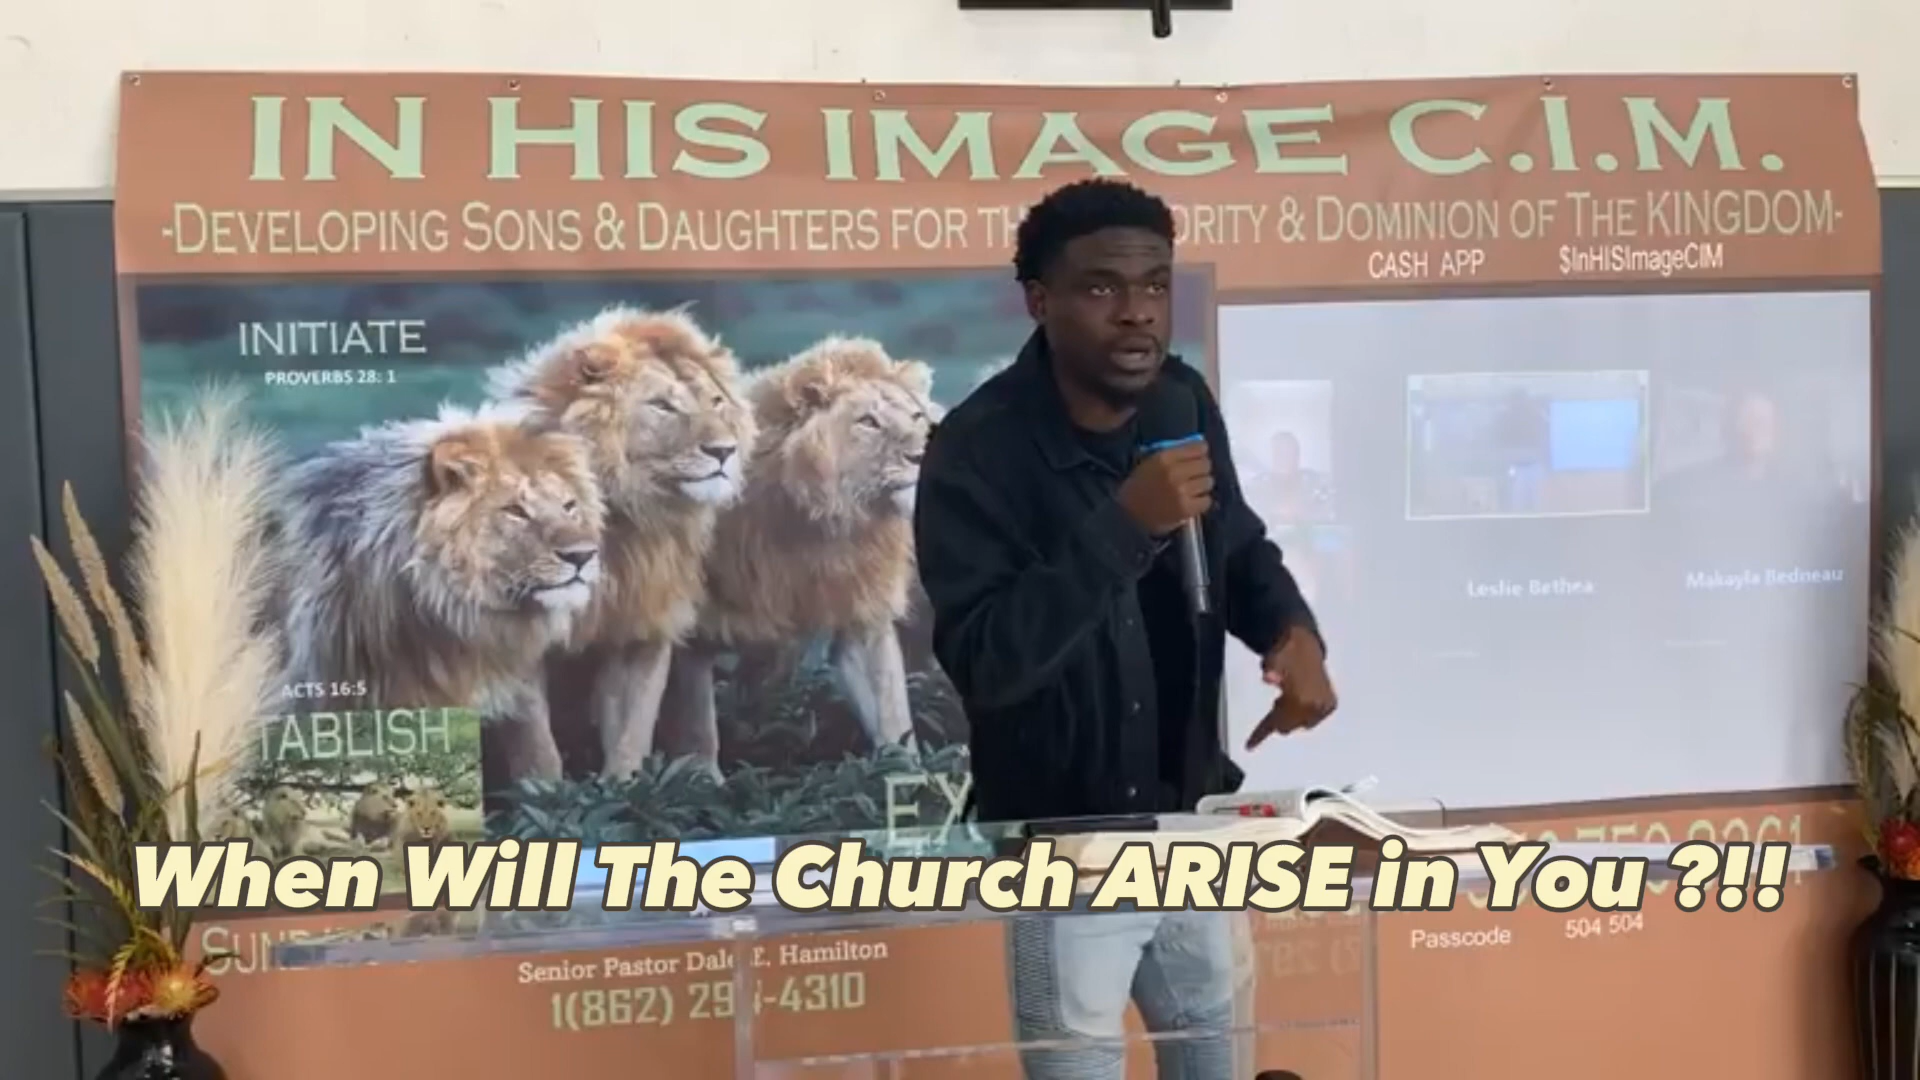 IN HIS IMAGE C.I.M.
-DEVELOPING SONS & DAUGHTERS FOR TH ORITY & DOMINION OF THE KINGDOM-
CASH APP $InHISImageCIM
INITIATE
PROVERBS 28: 1
Leslie Bethea
Makayla Bedneau
ACTS 16:5
TABLISH
EX
When Will The Church ARISE in You ?!!
Passcode 504 504
Senior Pastor Dale E. Hamilton
1(862) 29 -4310